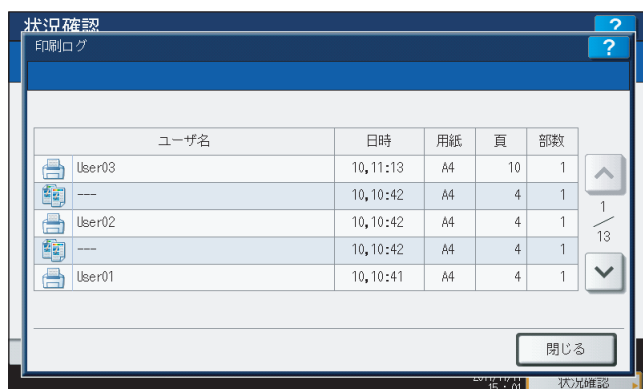 状況確認 ?
印刷ログ ?
ユーザ名 日時 用紙 頁 部数
User03 10,11:13 A4 10 1
--- 10,10:42 A4 4 1
User02 10,10:42 A4 4 1
--- 10,10:42 A4 4 1
User01 10,10:41 A4 4 1
1
13
閉じる
15:01 状況確認